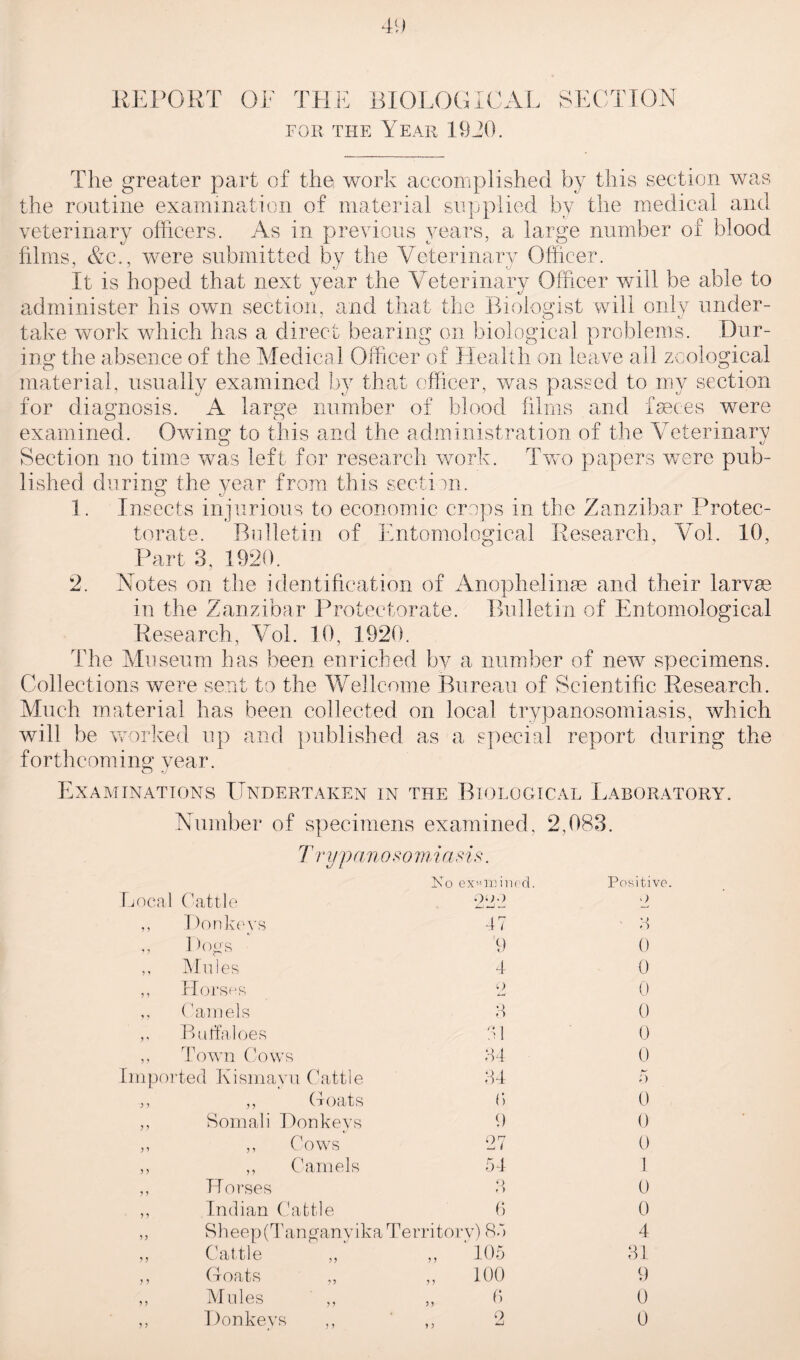 49
REPORT OF THE BIOLOGICAL SECTION
FOR THE YEAR 1920.
The greater part of the work accomplished by this section was
the routine examination of material supplied by the medical and
veterinary officers. As in previous years, a large number of blood
films, &c., were submitted by the Veterinary Officer.
It is hoped that next year the Veterinary Officer will be able to
administer his own section, and that the Biologist will only under-
take work which has a direct bearing on biological problems. Dur-
ing the absence of the Medical Officer of Health on leave all zoological
material, usually examined by that officer, was passed to my section
for diagnosis. A large number of blood films and fæces were
examined. Owing to this and the administration of the Veterinary
Section no time was left for research work. Two papers were pub-
lished during the year from this section.
1. Insects injurious to economic crops in the Zanzibar Protec-
torate. Bulletin of Entomological Research, Vol. 10,
Part 3, 1920.
2. Notes on the identification of Anophelinæ and their larvæ
in the Zanzibar Protectorate. Bulletin of Entomological
Research, Vol. 10, 1920.
The Museum has been enriched by a number of new specimens.
Collections were sent to the Wellcome Bureau of Scientific Research.
Much material has been collected on local trypanosomiasis, which
will be worked up and published as a special report during the
forthcoming year.
EXAMINATIONS UNDERTAKEN IN THE BIOLOGICAL LABORATORY.
Number of specimens examined, 2,083.
Trypanosomiasis.
No examined. Positive.
Local Cattle 222 2
,, Donkeys 47 3
,, Dogs 9 0
,, Mules 4 0
,, Horses 2 0
,, Camels 3 0
,, Buffaloes 31 0
,, Town Cows 34 0
Imported Kismayu Cattle 34 5
,, ,, Goats 6 0
,, Somali Donkeys 9 0
,, ,, Cows 27 0
,, ,, Camels 54 1
,, Horses 3 0
,, Indian Cattle 6 0
,, Sheep (Tanganyika Territory) 85 4
,, Cattle ,, ,, 105 31
,, Goats ,, ,, 100 9
,, Mules ,, ,, 6 0
,, Donkeys ,, ,, 2 0